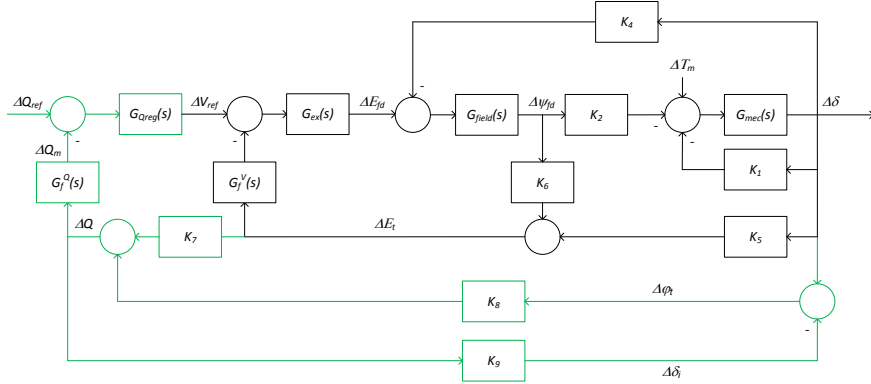 K4
ΔQref
GQreg(s)
ΔVref
Gex(s)
ΔEfd
-
Gfield(s)
Δψfd
K2
ΔTm
-
Gmec(s)
Δδ
-
-
-
ΔQm
GfQ(s)
GfV(s)
K6
K1
ΔQ
K7
ΔEt
K5
K8
Δφt
-
K9
Δδi